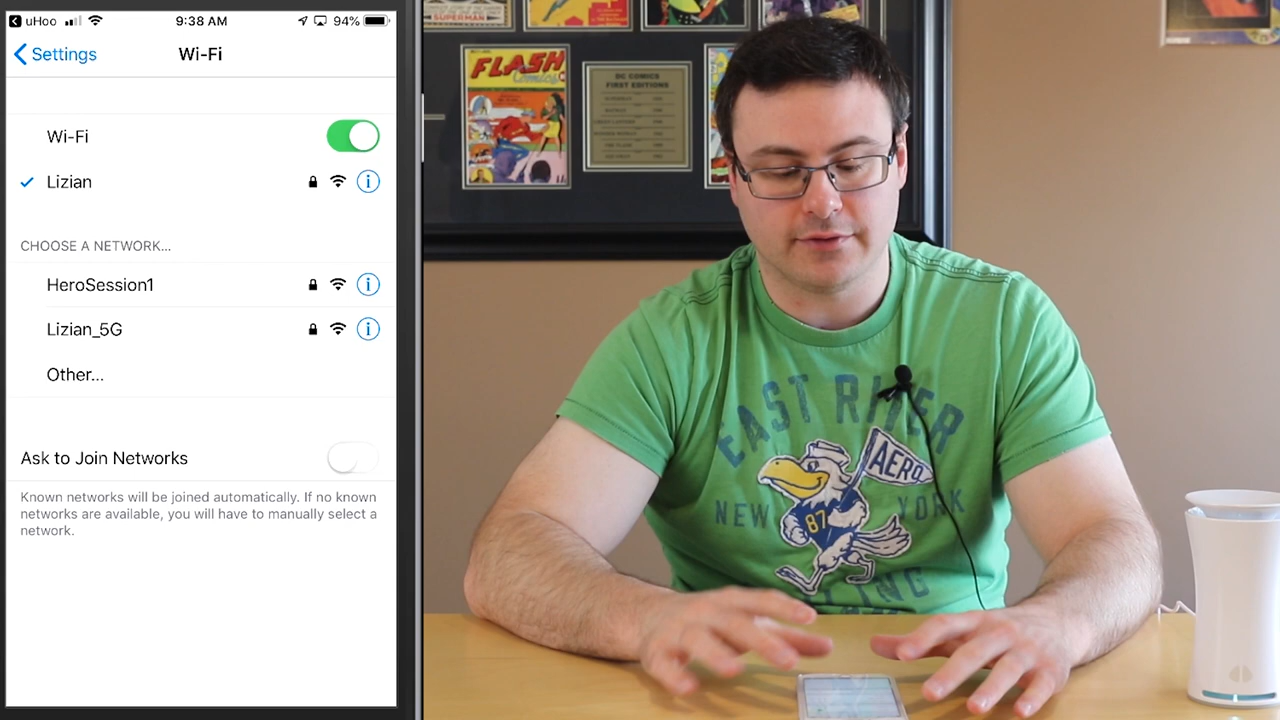 uHoo 9:38 AM 94%
Settings Wi-Fi
Wi-Fi
Lizian
CHOOSE A NETWORK...
HeroSession1
Lizian_5G
Other...
Ask to Join Networks
Known networks will be joined automatically. If no known
networks are available, you will have to manually select a
network.
SUPERMAN
FLASH
Comics
DC COMICS
FIRST EDITIONS
EAST RIVER
AERO
NEW YORK
87